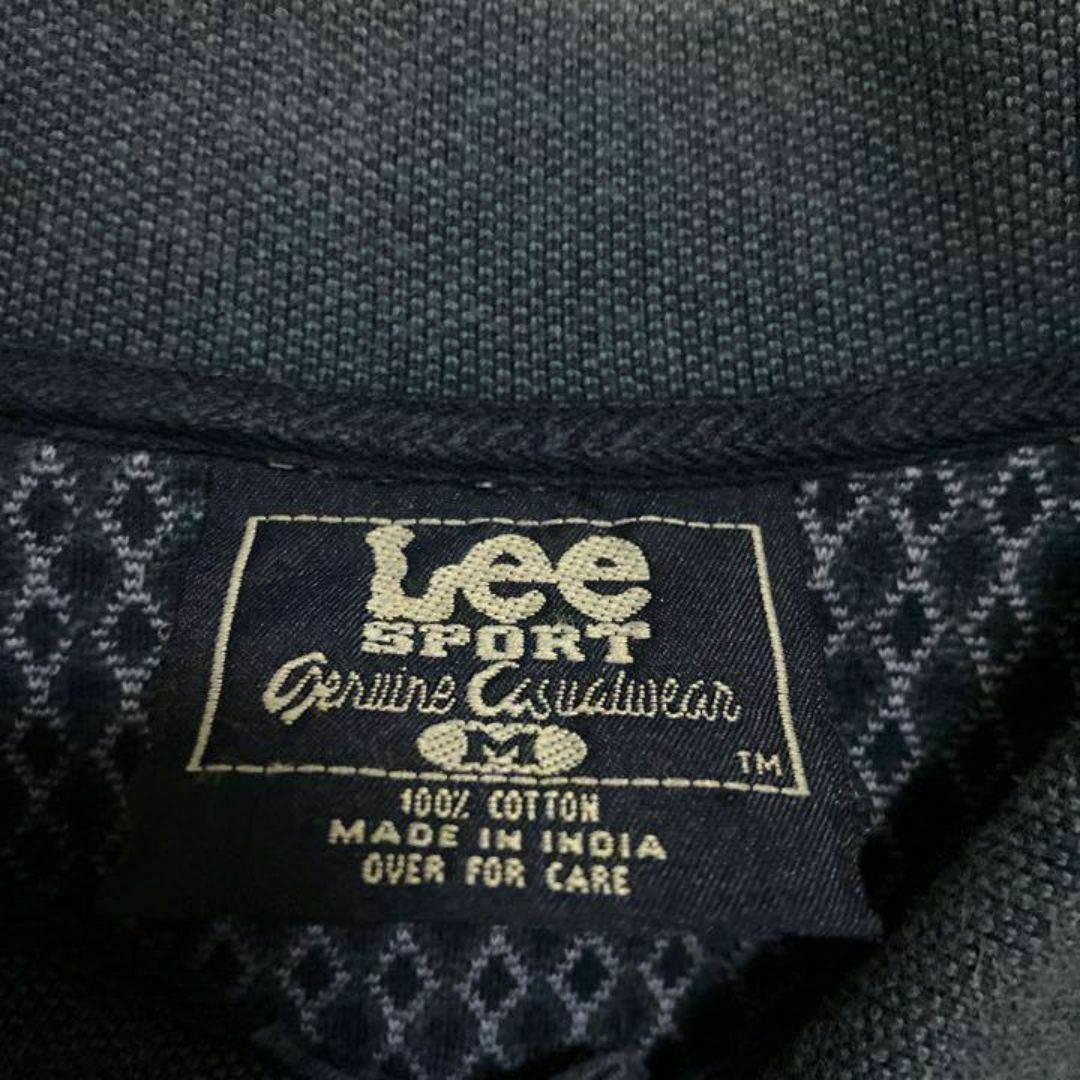 Lee
SPORT
Genuine Casualwear
M
TM
100% COTTON
MADE IN INDIA
OVER FOR CARE